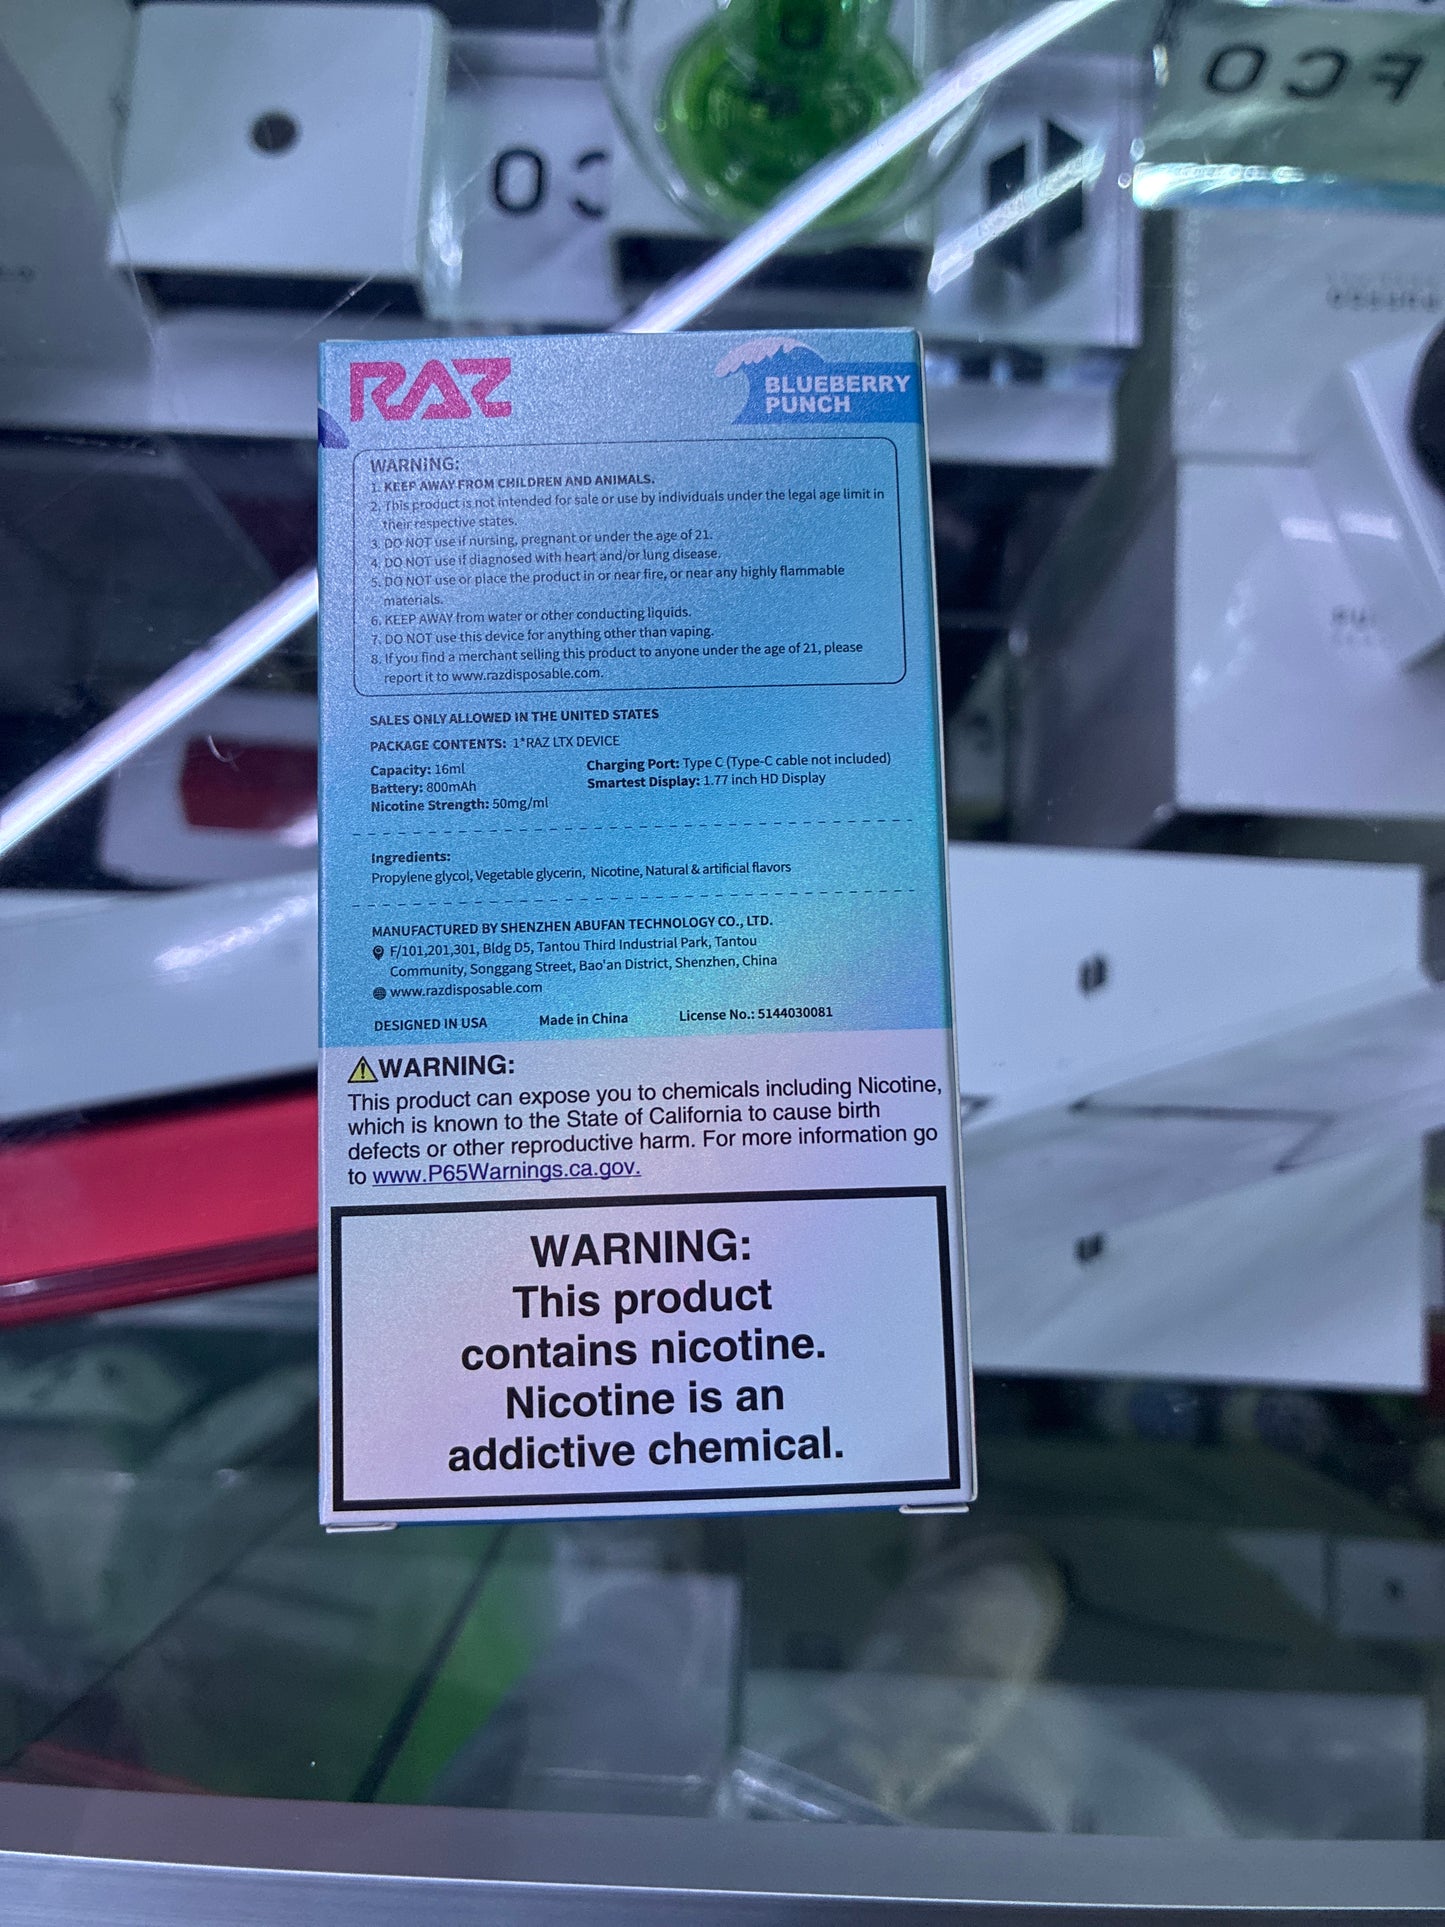 FCO
RAZ
BLUEBERRY
PUNCH
WARNING:
1. KEEP AWAY FROM CHILDREN AND ANIMALS.
2. This product is not intended for sale or use by individuals under the legal age limit in
their respective states.
3. DO NOT use if nursing, pregnant or under the age of 21.
4. DO NOT use if diagnosed with heart and/or lung disease.
5. DO NOT use or place the product in or near fire, or near any highly flammable
materials.
6. KEEP AWAY from water or other conducting liquids.
7. DO NOT use this device for anything other than vaping.
8. If you find a merchant selling this product to anyone under the age of 21, please
report it to www.razdisposable.com.
SALES ONLY ALLOWED IN THE UNITED STATES
PACKAGE CONTENTS: 1*RAZ LTX DEVICE
Capacity: 16ml
Battery: 800mAh
Nicotine Strength: 50mg/ml
Charging Port: Type C (Type-C cable not included)
Smartest Display: 1.77 inch HD Display
Ingredients:
Propylene glycol, Vegetable glycerin, Nicotine, Natural & artificial flavors
MANUFACTURED BY SHENZHEN ABUFAN TECHNOLOGY CO., LTD.
F/101,201,301, Bldg D5, Tantou Third Industrial Park, Tantou
Community, Songgang Street, Bao'an District, Shenzhen, China
www.razdisposable.com
DESIGNED IN USA Made in China License No.: 5144030081
WARNING:
This product can expose you to chemicals including Nicotine,
which is known to the State of California to cause birth
defects or other reproductive harm. For more information go
to www.P65Warnings.ca.gov.
WARNING:
This product
contains nicotine.
Nicotine is an
addictive chemical.